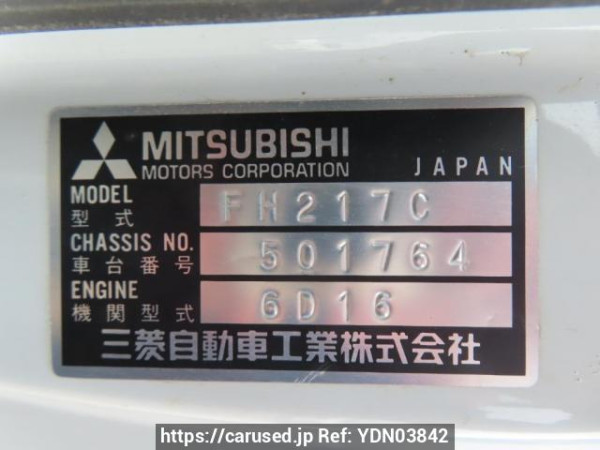 MITSUBISHI
MOTORS CORPORATION JAPAN
MODEL
型式 FH217C
CHASSIS NO.
車台番号 501764
ENGINE
機関型式 6D16
三菱自動車工業株式会社
https://carused.jp Ref: YDN03842